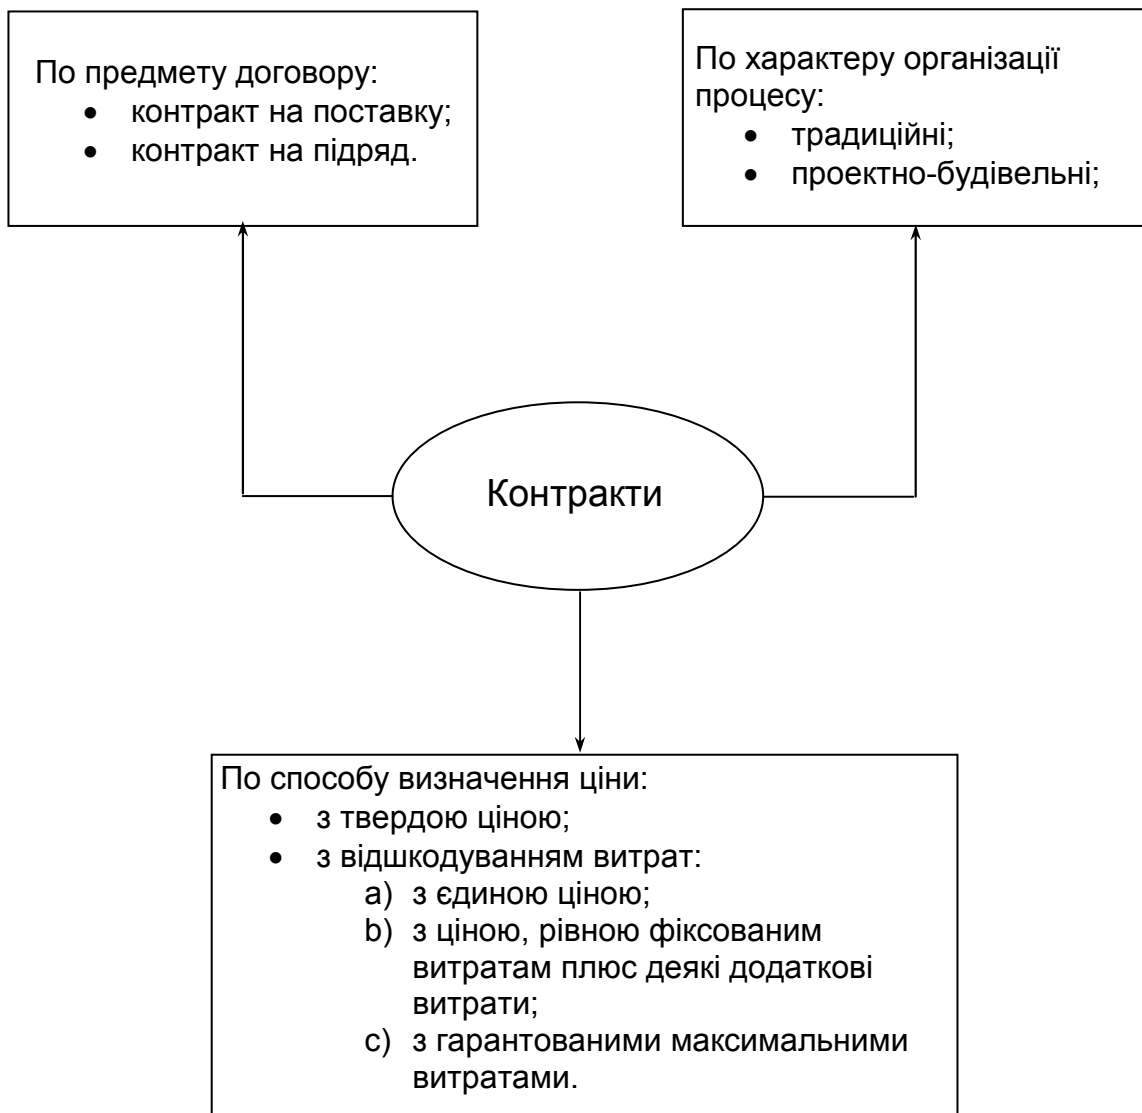 По предмету договору:
• контракт на поставку;
• контракт на підряд.
По характеру організації
процесу:
• традиційні;
• проектно-будівельні;
Контракти
По способу визначення ціни:
• з твердою ціною;
• з відшкодуванням витрат:
a) з єдиною ціною;
b) з ціною, рівною фіксованим
витратам плюс деякі додаткові
витрати;
c) з гарантованими максимальними
витратами.